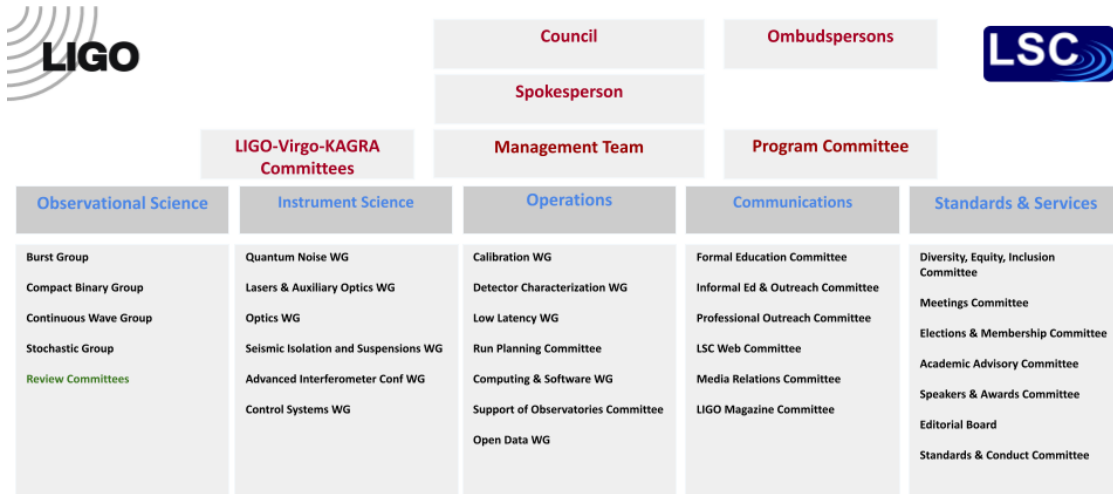 LIGO
Council
Ombudspersons
LSC
Spokesperson
LIGO-Virgo-KAGRA
Committees
Management Team
Program Committee
Observational Science
Instrument Science
Operations
Communications
Standards & Services
Burst Group
Compact Binary Group
Continuous Wave Group
Stochastic Group
Review Committees
Quantum Noise WG
Lasers & Auxiliary Optics WG
Optics WG
Seismic Isolation and Suspensions WG
Advanced Interferometer Conf WG
Control Systems WG
Calibration WG
Detector Characterization WG
Low Latency WG
Run Planning Committee
Computing & Software WG
Support of Observatories Committee
Open Data WG
Formal Education Committee
Informal Ed & Outreach Committee
Professional Outreach Committee
LSC Web Committee
Media Relations Committee
LIGO Magazine Committee
Diversity, Equity, Inclusion
Committee
Meetings Committee
Elections & Membership Committee
Academic Advisory Committee
Speakers & Awards Committee
Editorial Board
Standards & Conduct Committee